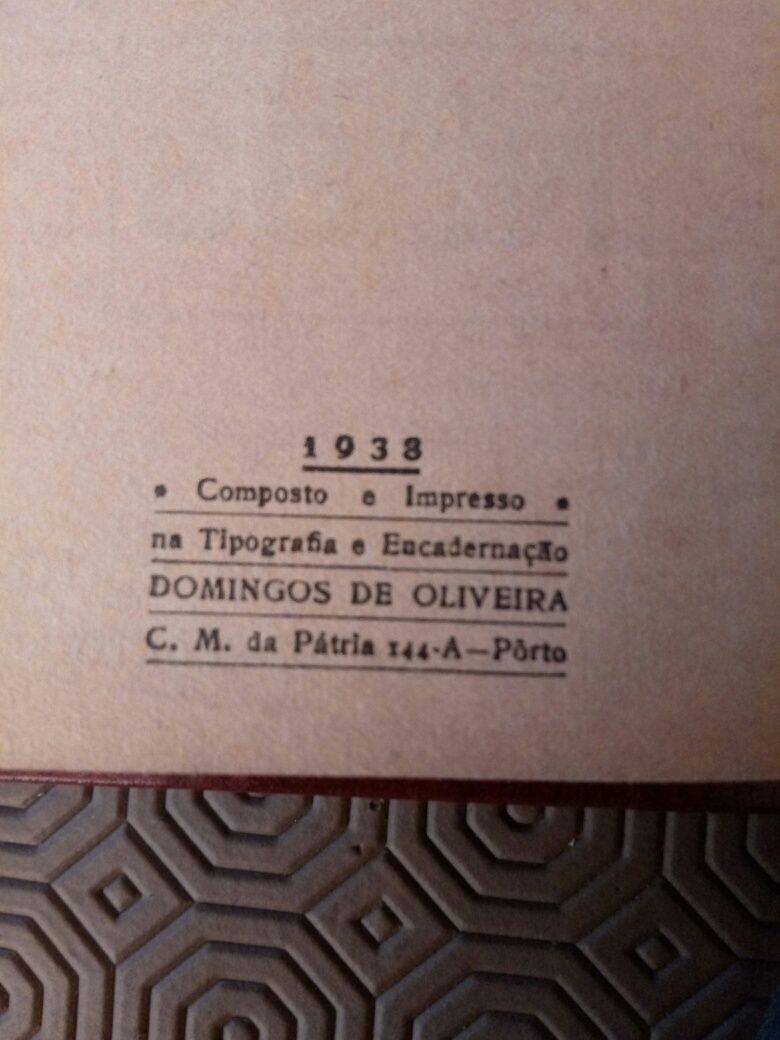 1938
• Composto e Impresso •
na Tipografia e Encadernação
DOMINGOS DE OLIVEIRA
C. M. da Pátria 144-A—Pôrto